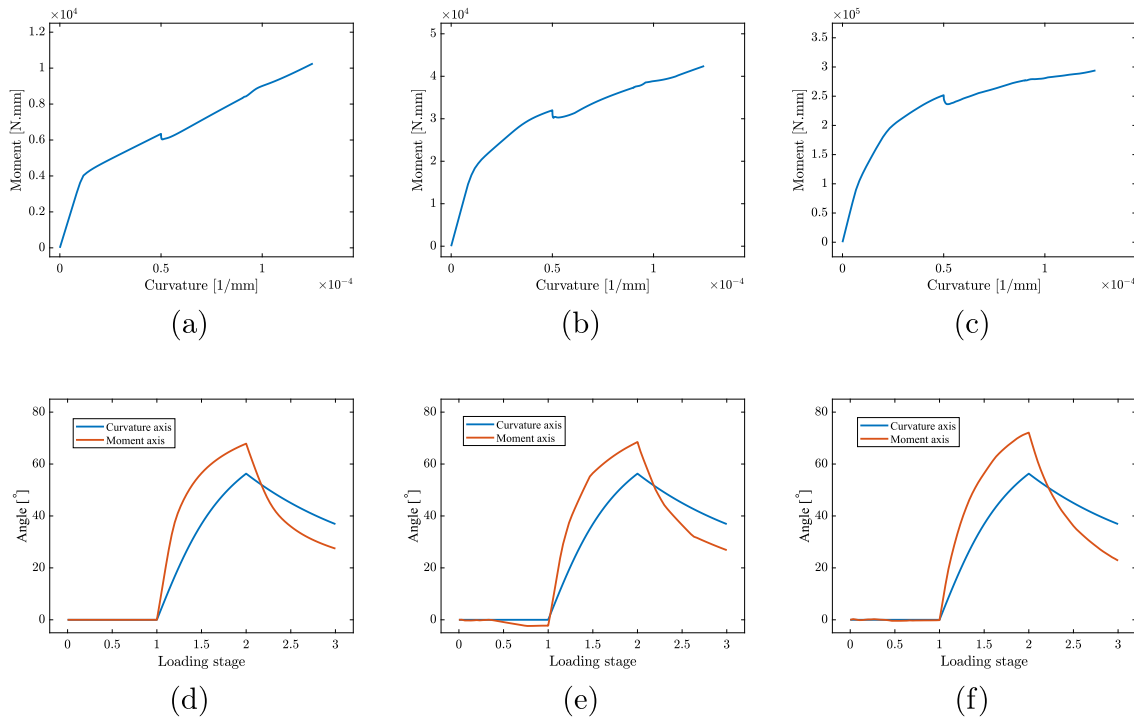 ×10⁴ ×10⁴ ×10⁵
Moment [N.mm]
1.2
1
0.8
0.6
0.4
0.2
0
0 0.5 1
Curvature [1/mm] ×10⁻⁴
(a)
Moment [N.mm]
5
4
3
2
1
0
0 0.5 1
Curvature [1/mm] ×10⁻⁴
(b)
Moment [N.mm]
3.5
3
2.5
2
1.5
1
0.5
0
0 0.5 1
Curvature [1/mm] ×10⁻⁴
(c)
Angle [°]
80
60
40
20
0
Curvature axis
Moment axis
0 0.5 1 1.5 2 2.5 3
Loading stage
(d)
Angle [°]
80
60
40
20
0
Curvature axis
Moment axis
0 0.5 1 1.5 2 2.5 3
Loading stage
(e)
Angle [°]
80
60
40
20
0
Curvature axis
Moment axis
0 0.5 1 1.5 2 2.5 3
Loading stage
(f)